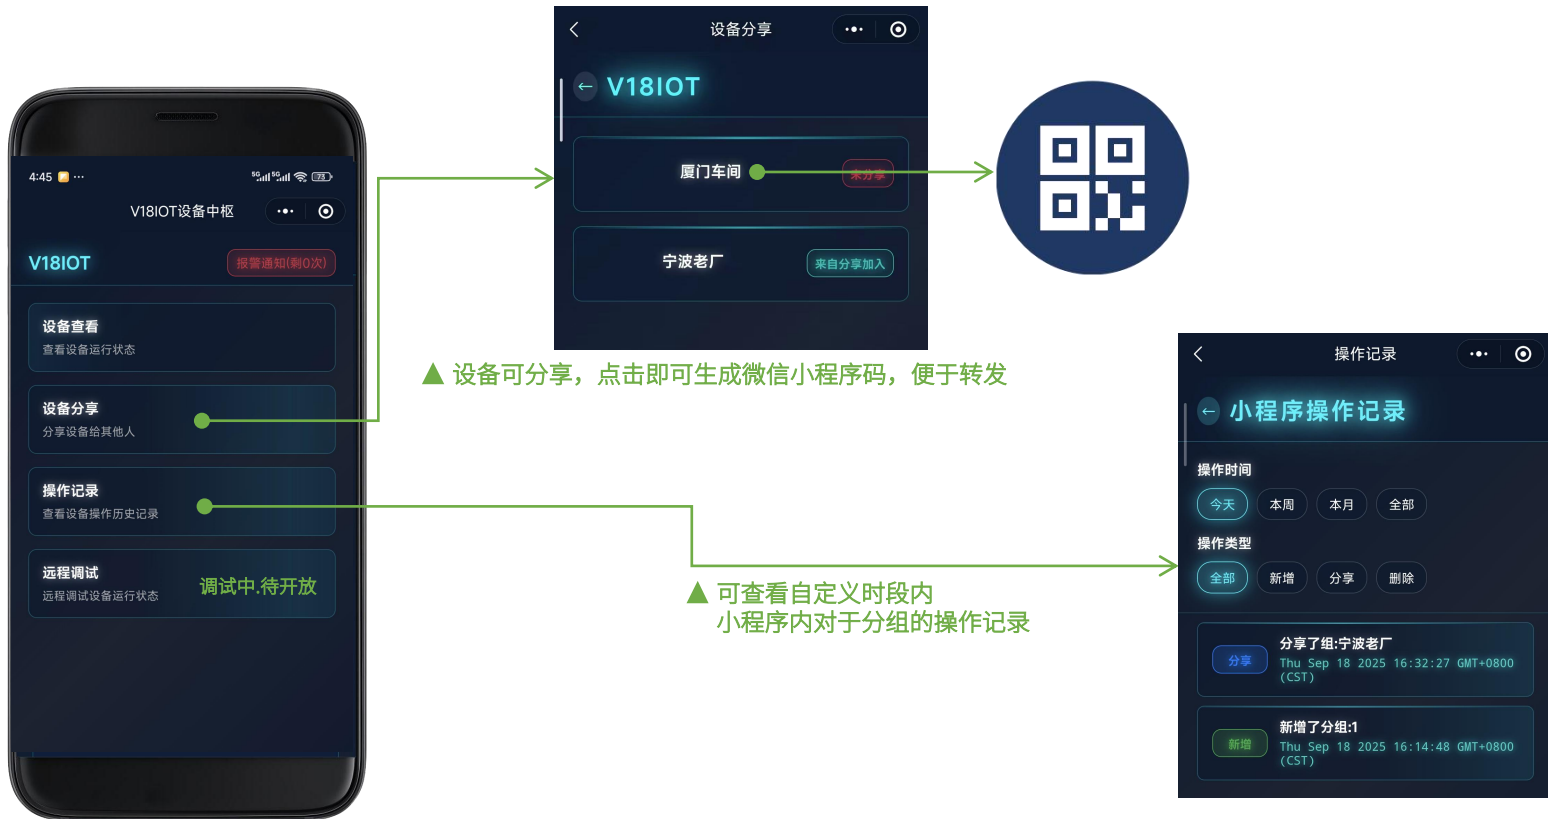 4:45
5G 5G 73
V18IOT设备中枢
V18IOT
报警通知(剩0次)
设备查看
查看设备运行状态
设备分享
分享设备给其他人
操作记录
查看设备操作历史记录
远程调试
远程调试设备运行状态
调试中.待开放
设备分享
← V18IOT
厦门车间
未分享
宁波老厂
来自分享加入
▲ 设备可分享，点击即可生成微信小程序码，便于转发
▲ 可查看自定义时段内
小程序内对于分组的操作记录
操作记录
← 小程序操作记录
操作时间
今天 本周 本月 全部
操作类型
全部 新增 分享 删除
分享
分享了组:宁波老厂
Thu Sep 18 2025 16:32:27 GMT+0800
(CST)
新增
新增了分组:1
Thu Sep 18 2025 16:14:48 GMT+0800
(CST)